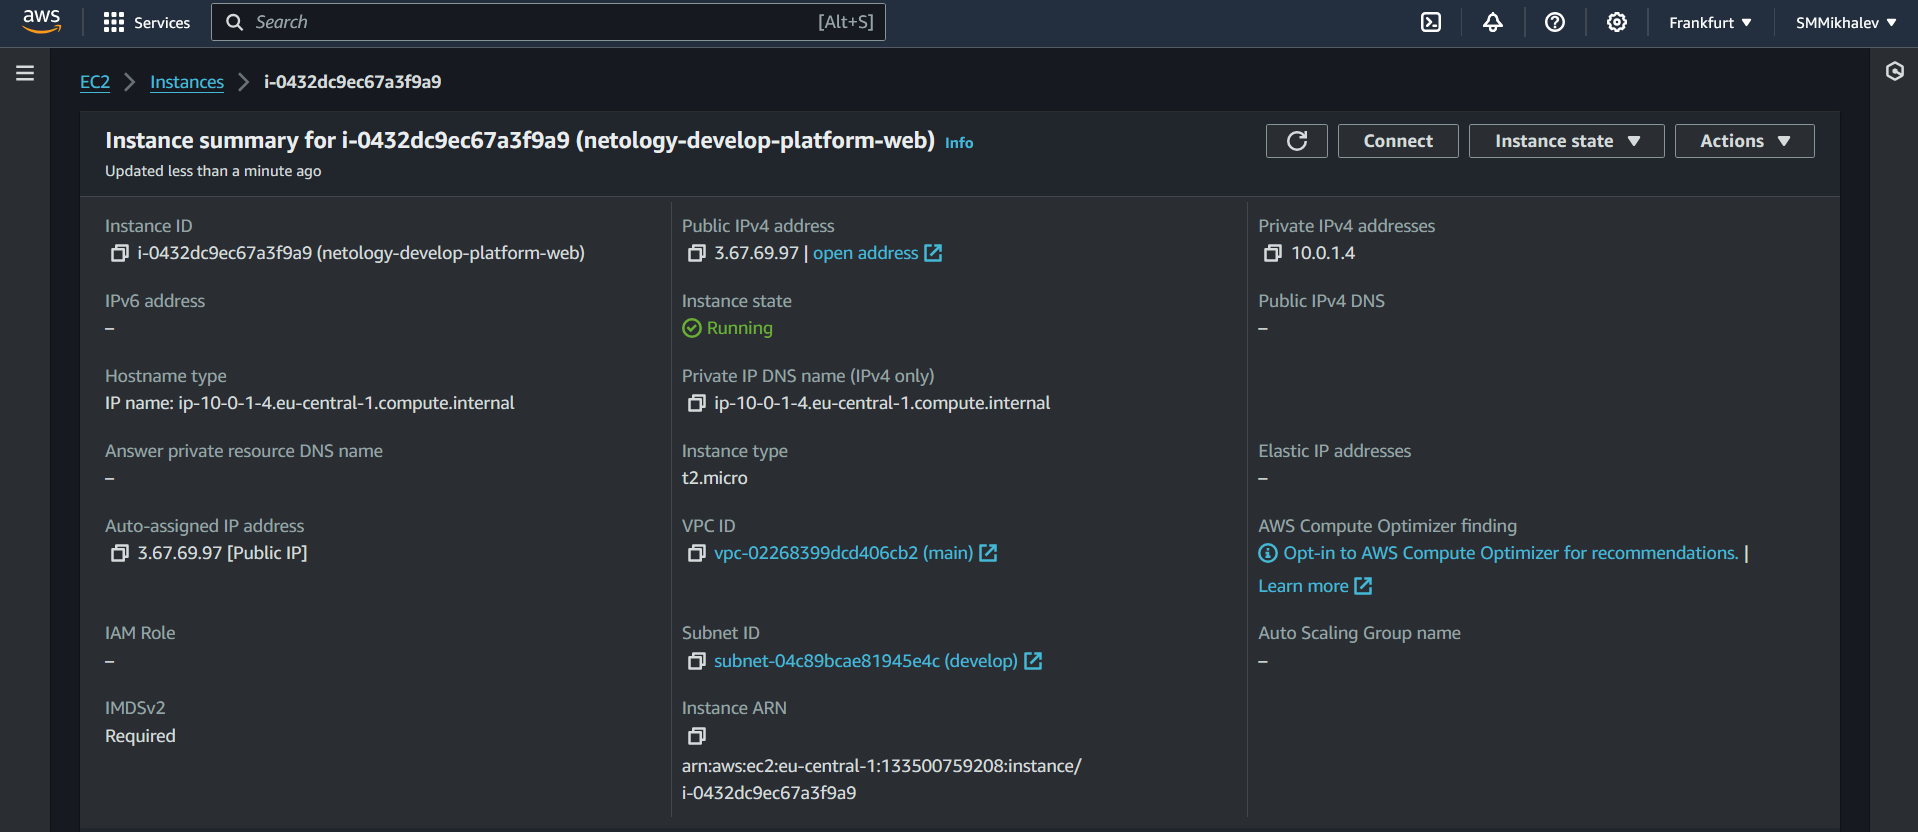 aws
Services
Search
[Alt+S]
Frankfurt
SMMikhalev
EC2
Instances
i-0432dc9ec67a3f9a9
Instance summary for i-0432dc9ec67a3f9a9 (netology-develop-platform-web)
Info
Updated less than a minute ago
Connect
Instance state
Actions
Instance ID
i-0432dc9ec67a3f9a9 (netology-develop-platform-web)
Public IPv4 address
3.67.69.97 | open address
Private IPv4 addresses
10.0.1.4
IPv6 address
–
Instance state
Running
Public IPv4 DNS
–
Hostname type
IP name: ip-10-0-1-4.eu-central-1.compute.internal
Private IP DNS name (IPv4 only)
ip-10-0-1-4.eu-central-1.compute.internal
Answer private resource DNS name
–
Instance type
t2.micro
Elastic IP addresses
–
Auto-assigned IP address
3.67.69.97 [Public IP]
VPC ID
vpc-02268399dcd406cb2 (main)
AWS Compute Optimizer finding
Opt-in to AWS Compute Optimizer for recommendations. |
Learn more
IAM Role
–
Subnet ID
subnet-04c89bcae81945e4c (develop)
Auto Scaling Group name
–
IMDSv2
Required
Instance ARN
arn:aws:ec2:eu-central-1:133500759208:instance/
i-0432dc9ec67a3f9a9